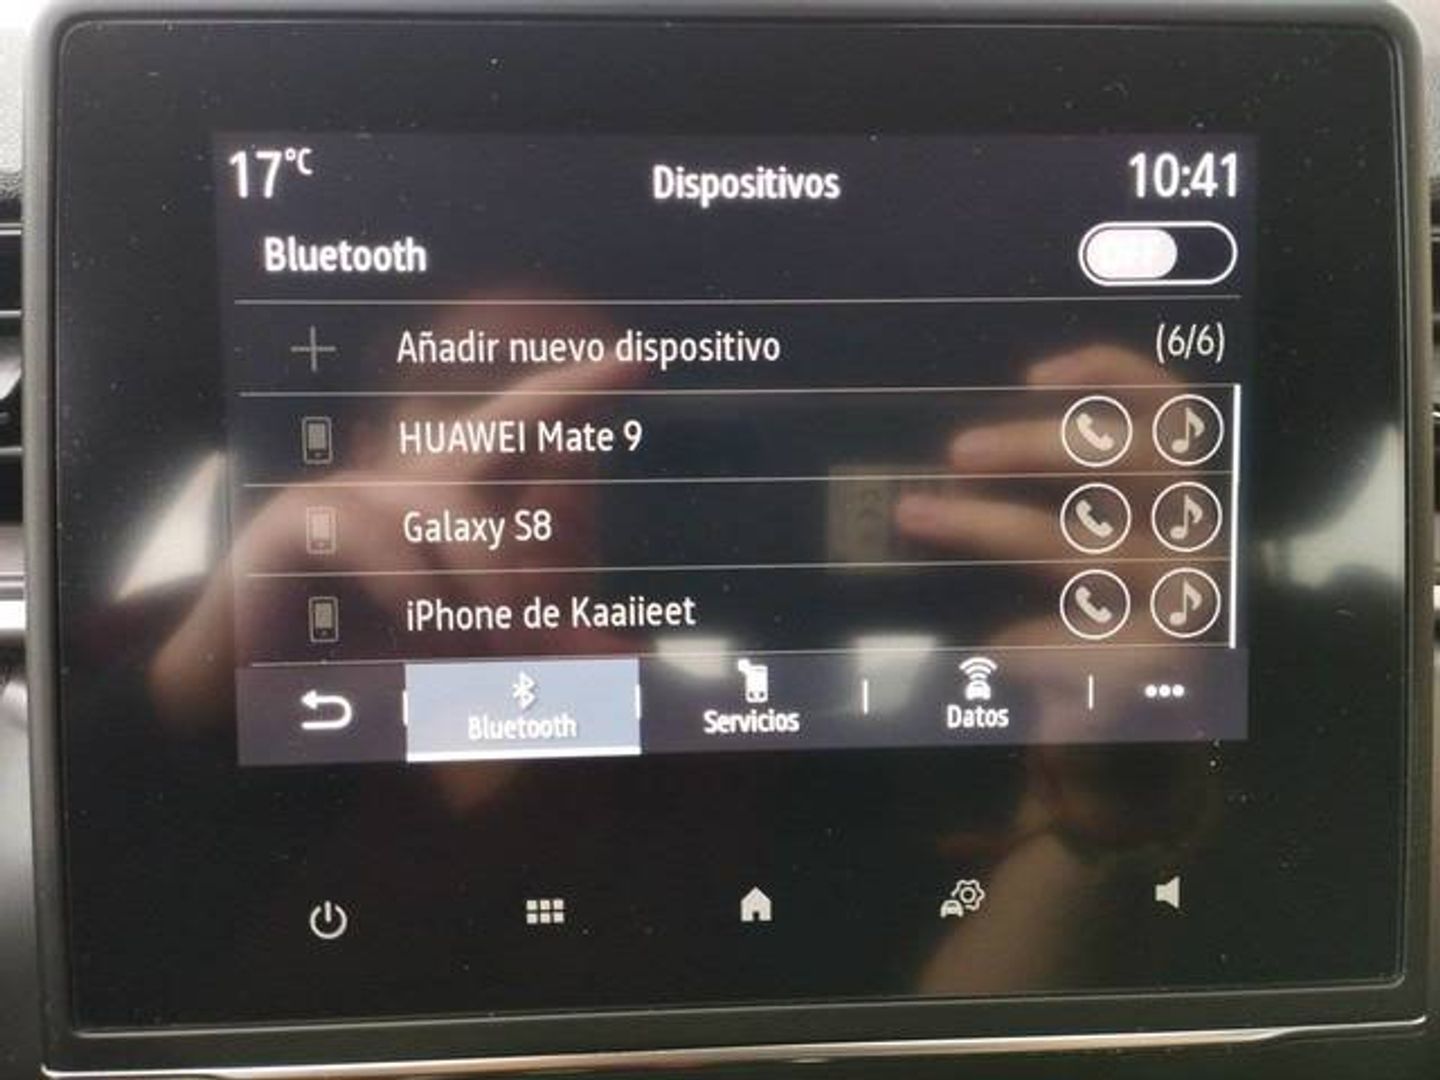 17°C
Dispositivos
10:41
Bluetooth
Añadir nuevo dispositivo
(6/6)
HUAWEI Mate 9
Galaxy S8
iPhone de Kaaiieet
Bluetooth
Servicios
Datos